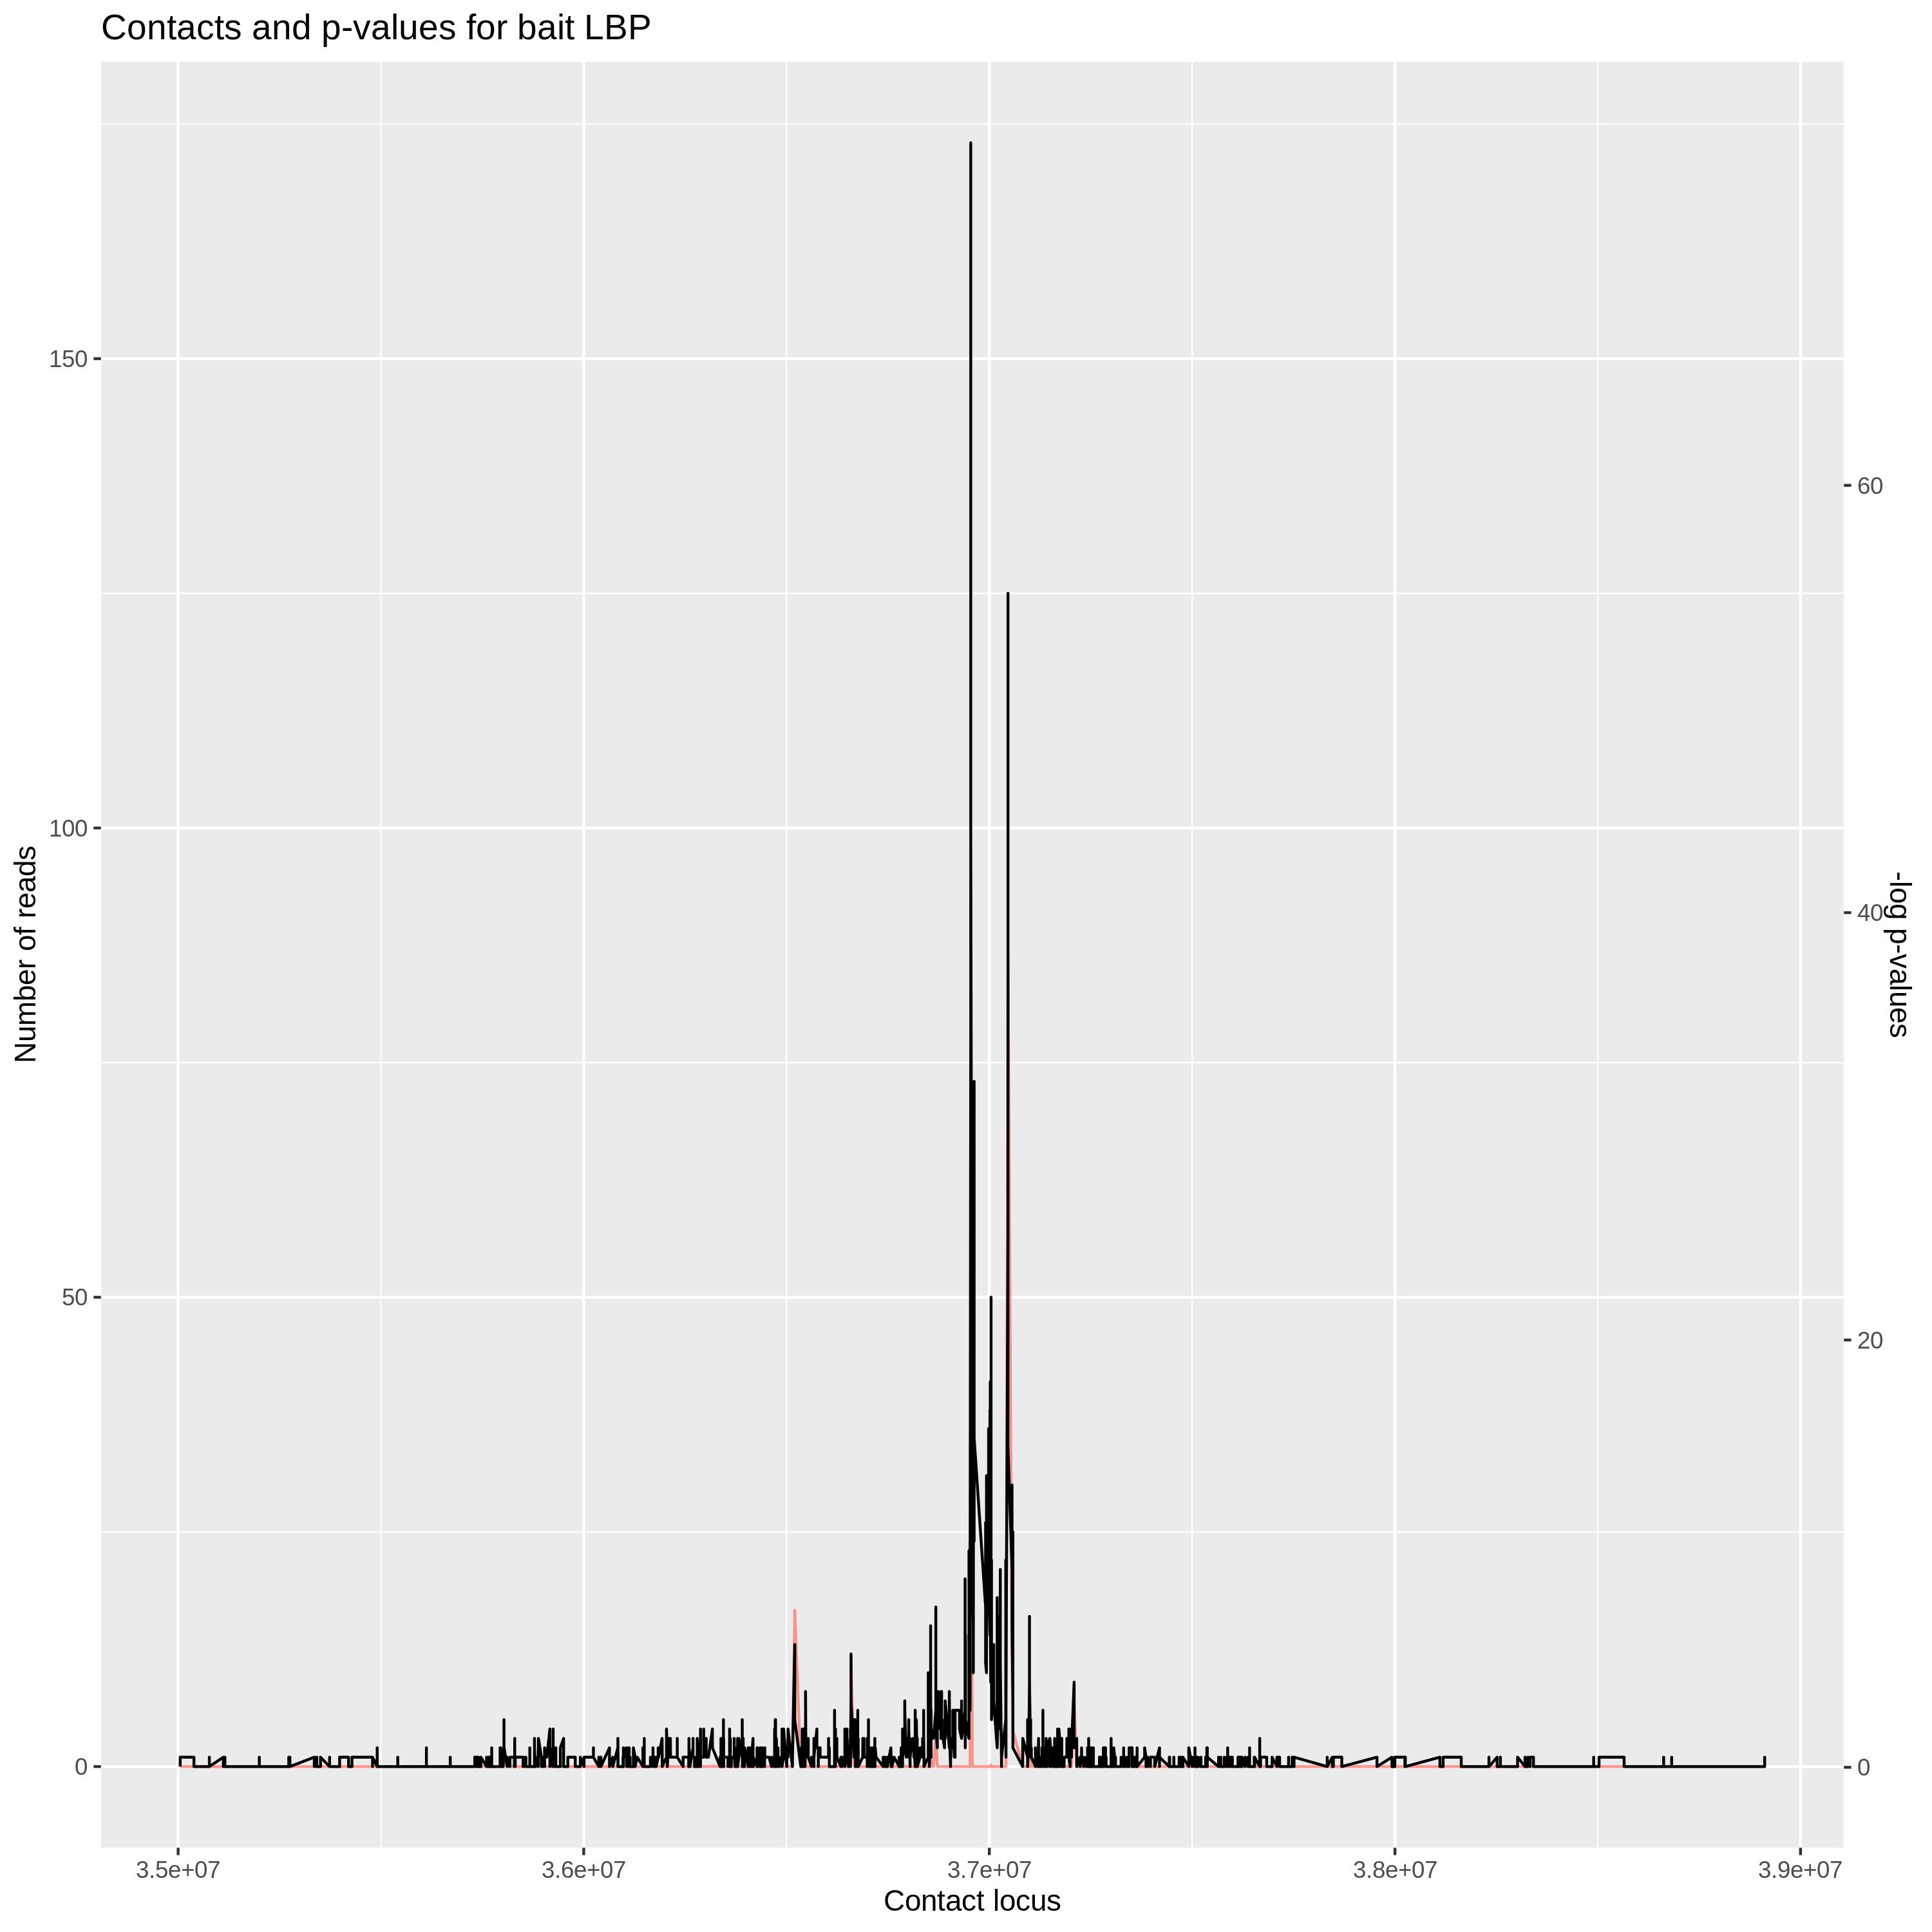 Contacts and p-values for bait LBP
150
100
50
0
Number of reads
60
40
20
0
-log p-values
3.5e+07 3.6e+07 3.7e+07 3.8e+07 3.9e+07
Contact locus